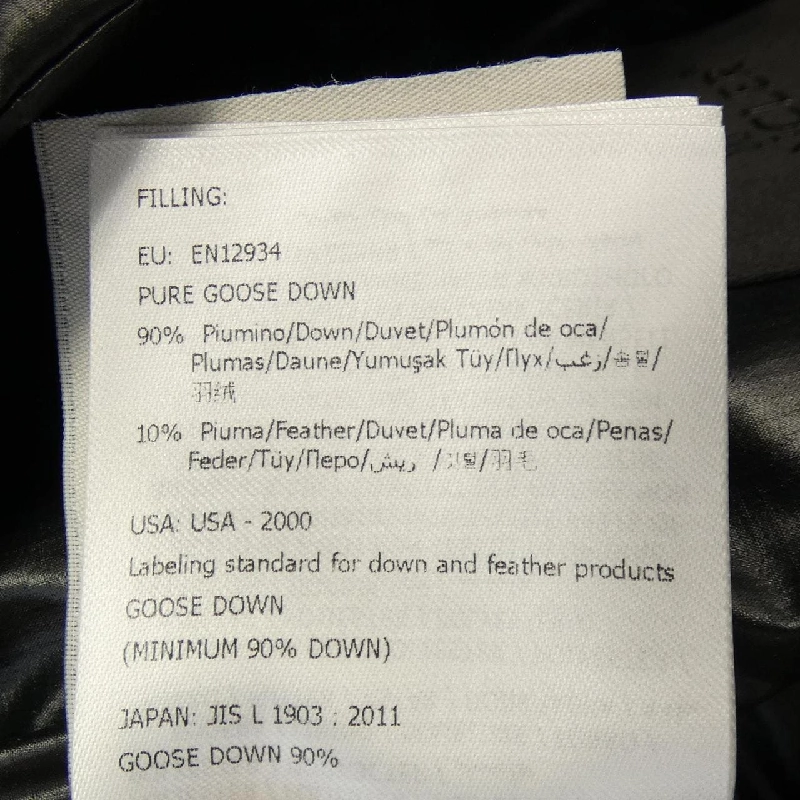 FILLING:
EU: EN12934
PURE GOOSE DOWN
90% Piumino/Down/Duvet/Plumón de oca/
Plumas/Daune/Yumuşak Tüy/Пух/زغب/솜털/
羽绒
10% Piuma/Feather/Duvet/Pluma de oca/Penas/
Feder/Tüy/Перо/ريش /깃털/羽毛
USA: USA - 2000
Labeling standard for down and feather products
GOOSE DOWN
(MINIMUM 90% DOWN)
JAPAN: JIS L 1903 : 2011
GOOSE DOWN 90%